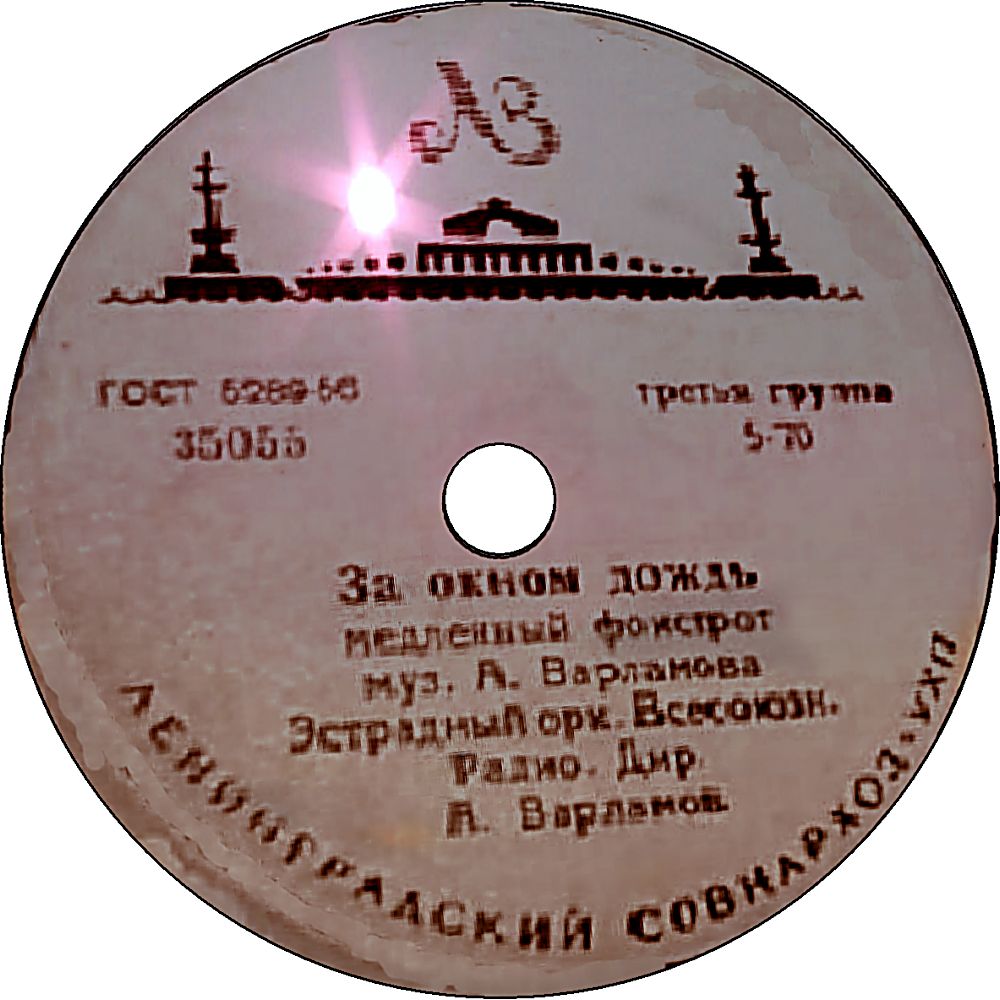 ЛЗ
ГОСТ 5289-56
третья группа
35055
5-70
За окном дождь
медленный фокстрот
муз. А. Варламова
Эстрадный орк. Всесоюзн.
Радио. Дир.
А. Варламов
ЛЕНИНГРАДСКИЙ СОВНАРХОЗ·УХП